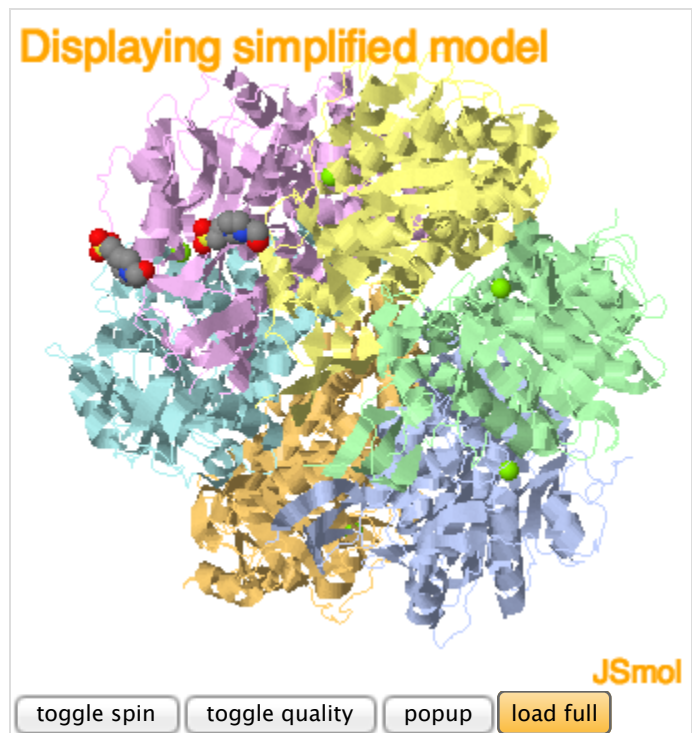 Displaying simplified model
JSmol
toggle spin
toggle quality
popup
load full